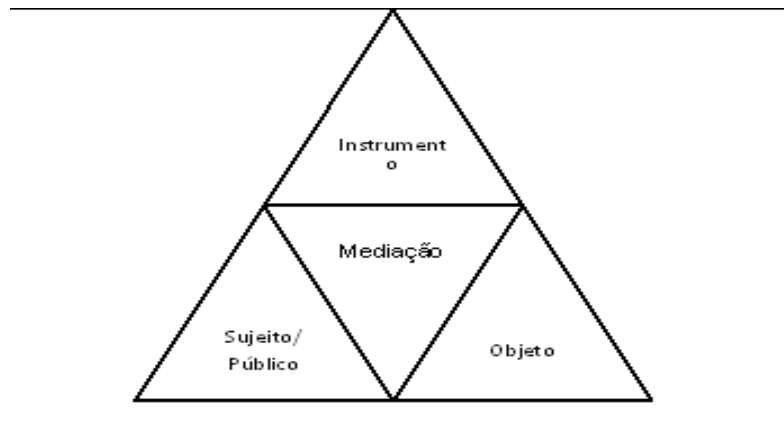 Instrument
o
Mediação
Sujeito/
Público
Objeto